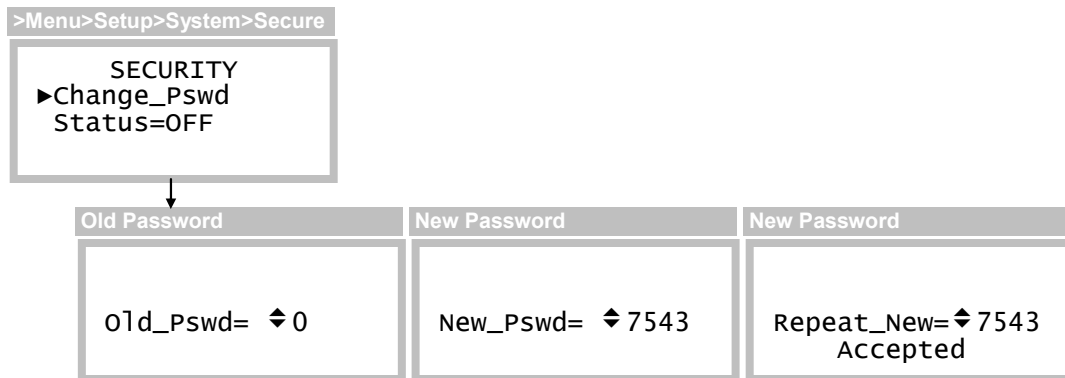 >Menu>Setup>System>Secure
SECURITY
►Change_Pswd
Status=OFF
Old Password
Old_Pswd= 0
New Password
New_Pswd= 7543
New Password
Repeat_New= 7543
Accepted